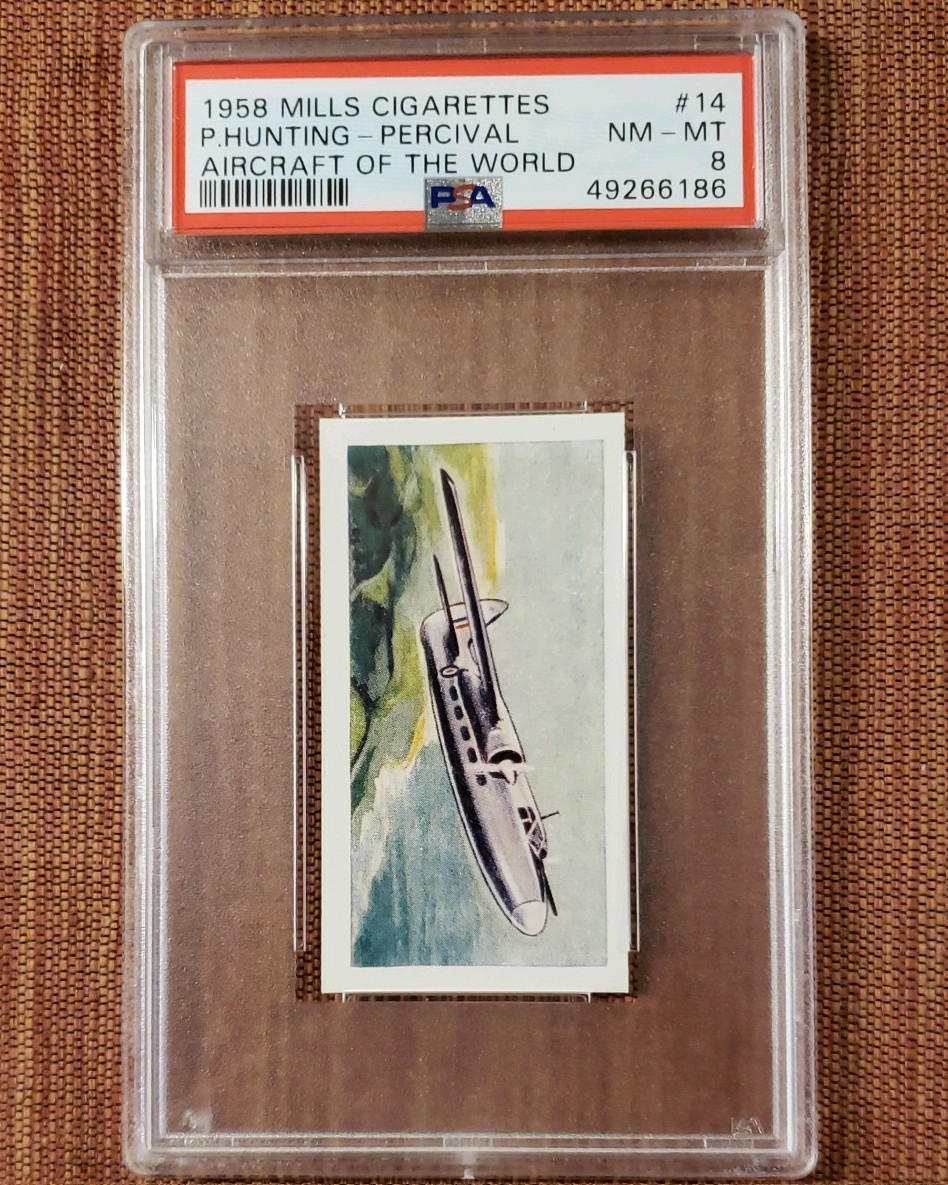 1958 MILLS CIGARETTES #14
P.HUNTING-PERCIVAL NM-MT
AIRCRAFT OF THE WORLD 8
PSA 49266186